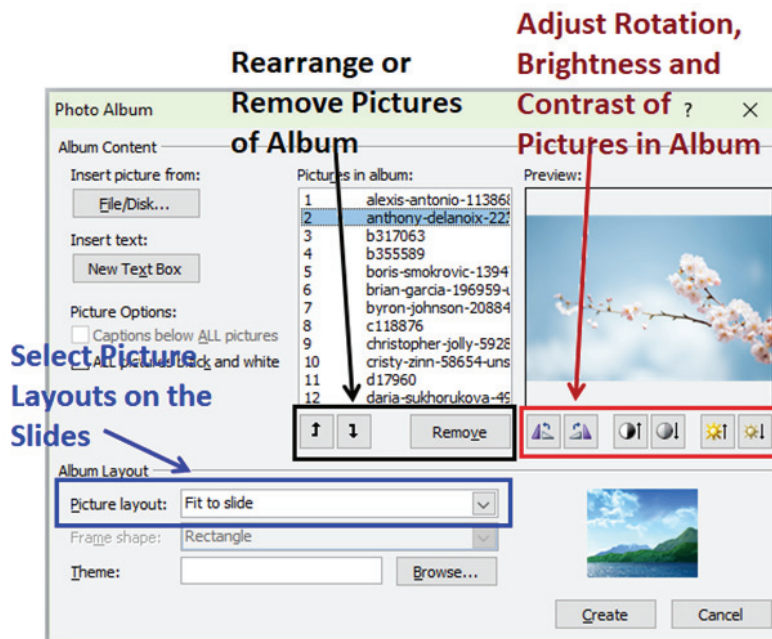 Adjust Rotation,
Brightness and
Contrast of
Pictures in Album
Rearrange or
Remove Pictures
of Album
Photo Album
?
Album Content
Insert picture from:
File/Disk...
Insert text:
New Text Box
Picture Options:
Captions below ALL pictures
ALL pictures black and white
Select Picture
Layouts on the
Slides
Pictures in album:
1 alexis-antonio-11386
2 anthony-delanoix-22
3 b317063
4 b355589
5 boris-smokrovic-1394
6 brian-garcia-196959-
7 byron-johnson-20884
8 c118876
9 christopher-jolly-5928
10 cristy-zinn-58654-uns
11 d17960
12 daria-sukhorukova-49
Remove
Preview:
Album Layout
Picture layout: Fit to slide
Frame shape: Rectangle
Theme:
Browse...
Create
Cancel